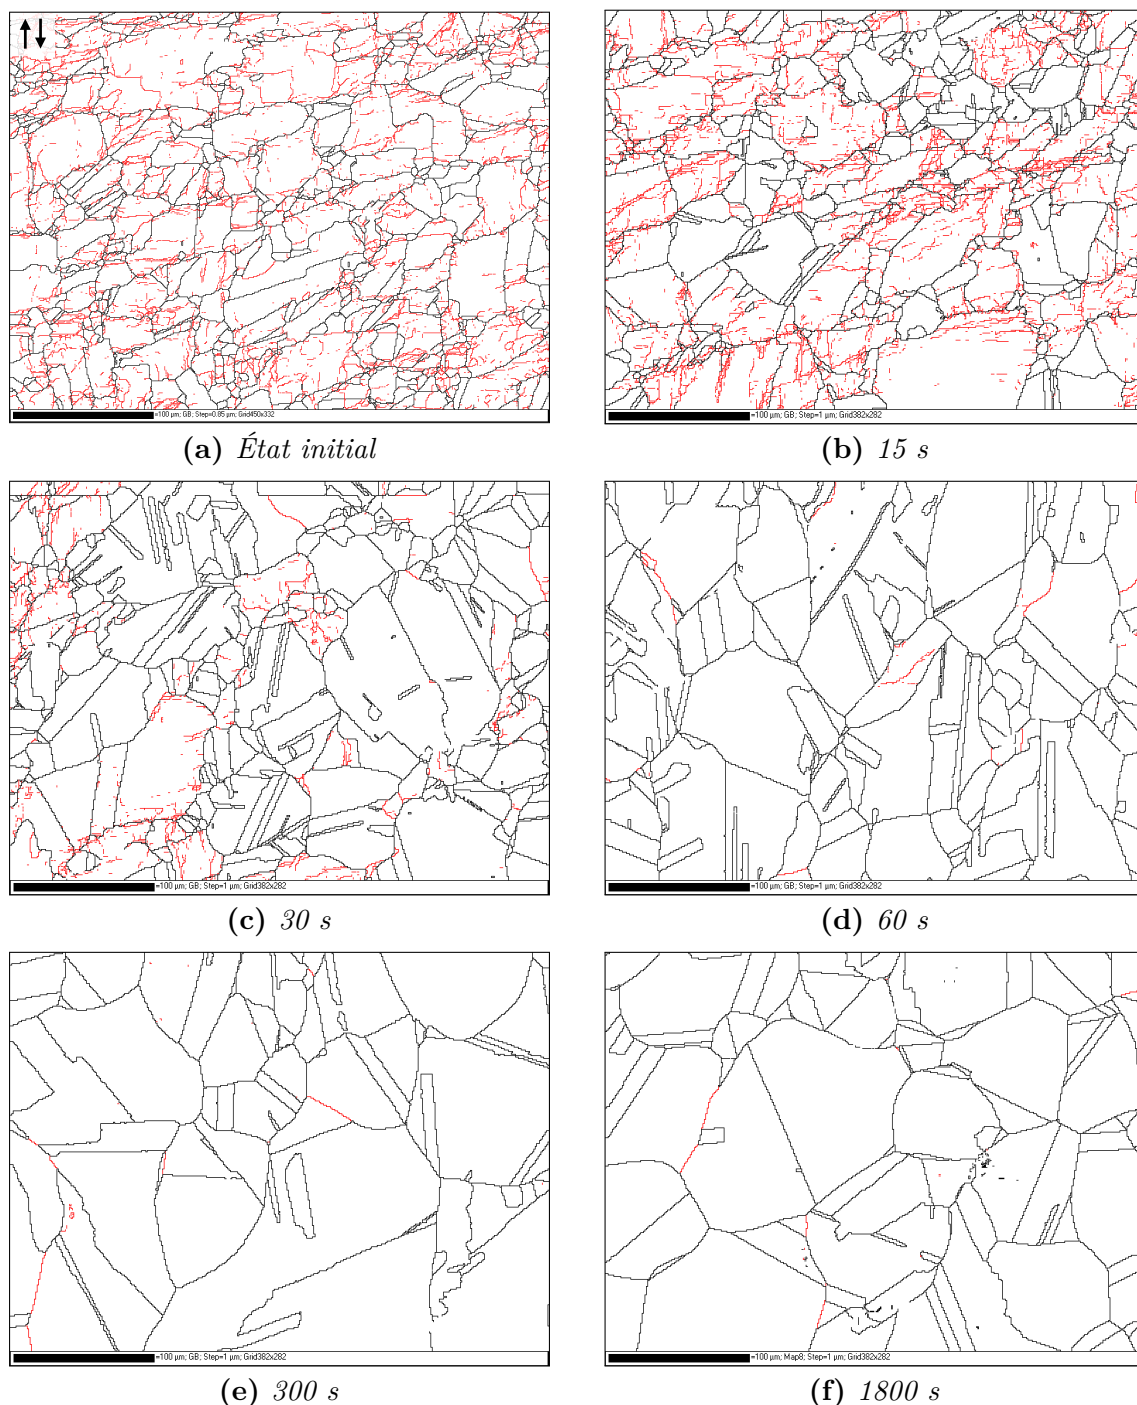 =100 µm; GB; Step=0.85 µm; Grid450x332
=100 µm; GB; Step=1 µm; Grid382x282
(a) État initial
(b) 15 s
=100 µm; GB; Step=1 µm; Grid382x282
=100 µm; GB; Step=1 µm; Grid382x282
(c) 30 s
(d) 60 s
=100 µm; GB; Step=1 µm; Grid382x282
=100 µm; Map8; Step=1 µm; Grid382x282
(e) 300 s
(f) 1800 s